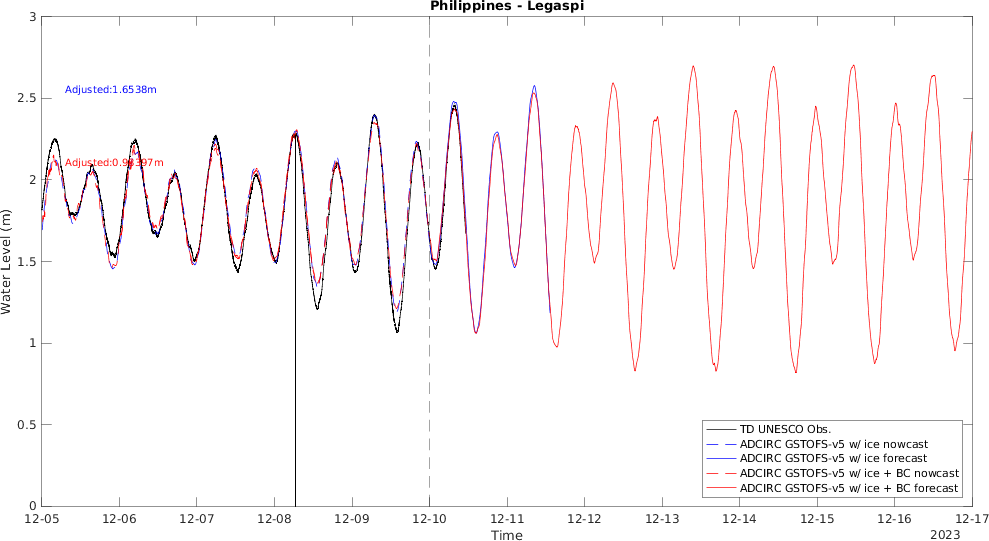 Philippines - Legaspi
Water Level (m)
3
2.5
2
1.5
1
0.5
0
Adjusted:1.6538m
TD UNESCO Obs.
ADCIRC GSTOFS-v5 w/ ice nowcast
ADCIRC GSTOFS-v5 w/ ice forecast
ADCIRC GSTOFS-v5 w/ ice + BC nowcast
ADCIRC GSTOFS-v5 w/ ice + BC forecast
12-05 12-06 12-07 12-08 12-09 12-10 12-11 12-12 12-13 12-14 12-15 12-16 12-17
Time
2023